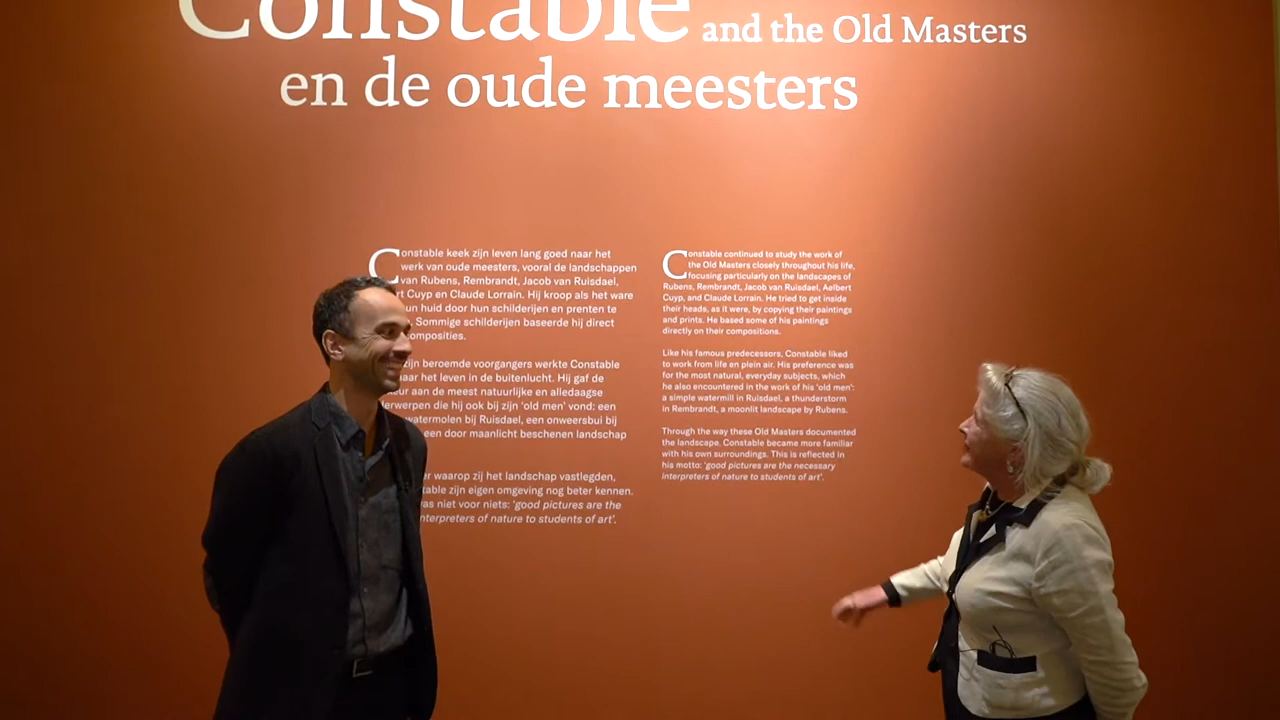 Constable and the Old Masters
en de oude meesters
Constable keek zijn leven lang goed naar het
werk van oude meesters, vooral de landschappen
van Rubens, Rembrandt, Jacob van Ruisdael,
Cuyp en Claude Lorrain. Hij kroop als het ware
huid door hun schilderijen en prenten te
Sommige schilderijen baseerde hij direct
composities.
zijn beroemde voorgangers werkte Constable
naar het leven in de buitenlucht. Hij gaf de
aan de meest natuurlijke en alledaagse
die hij ook bij zijn 'old men' vond: een
watermolen bij Ruisdael, een onweersbui bij
een door maanlicht beschenen landschap
waarop zij het landschap vastlegden,
zijn eigen omgeving nog beter kennen.
niet voor niets: 'good pictures are the
interpreters of nature to students of art'.
Constable continued to study the work of
the Old Masters closely throughout his life,
focusing particularly on the landscapes of
Rubens, Rembrandt, Jacob van Ruisdael, Aelbert
Cuyp, and Claude Lorrain. He tried to get inside
their heads, as it were, by copying their paintings
and prints. He based some of his paintings
directly on their compositions.
Like his famous predecessors, Constable liked
to work from life en plein air. His preference was
for the most natural, everyday subjects, which
he also encountered in the work of his 'old men':
a simple watermill in Ruisdael, a thunderstorm
in Rembrandt, a moonlit landscape by Rubens.
Through the way these Old Masters documented
the landscape. Constable became more familiar
with his own surroundings. This is reflected in
his motto: 'good pictures are the necessary
interpreters of nature to students of art'.